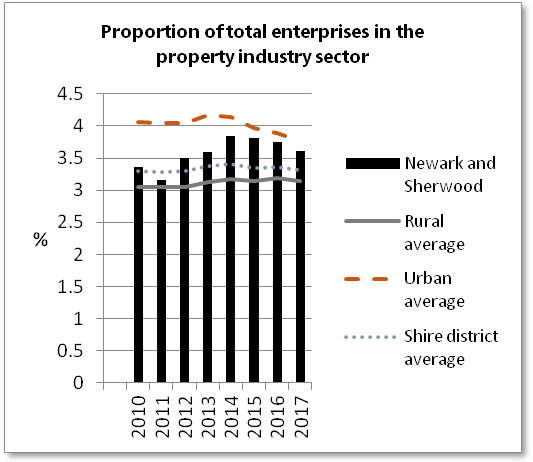 Proportion of total enterprises in the
property industry sector
4.5
4
3.5
3
2.5
2
1.5
1
0.5
0
%
2010
2011
2012
2013
2014
2015
2016
2017
Newark and
Sherwood
Rural
average
Urban
average
Shire district
average